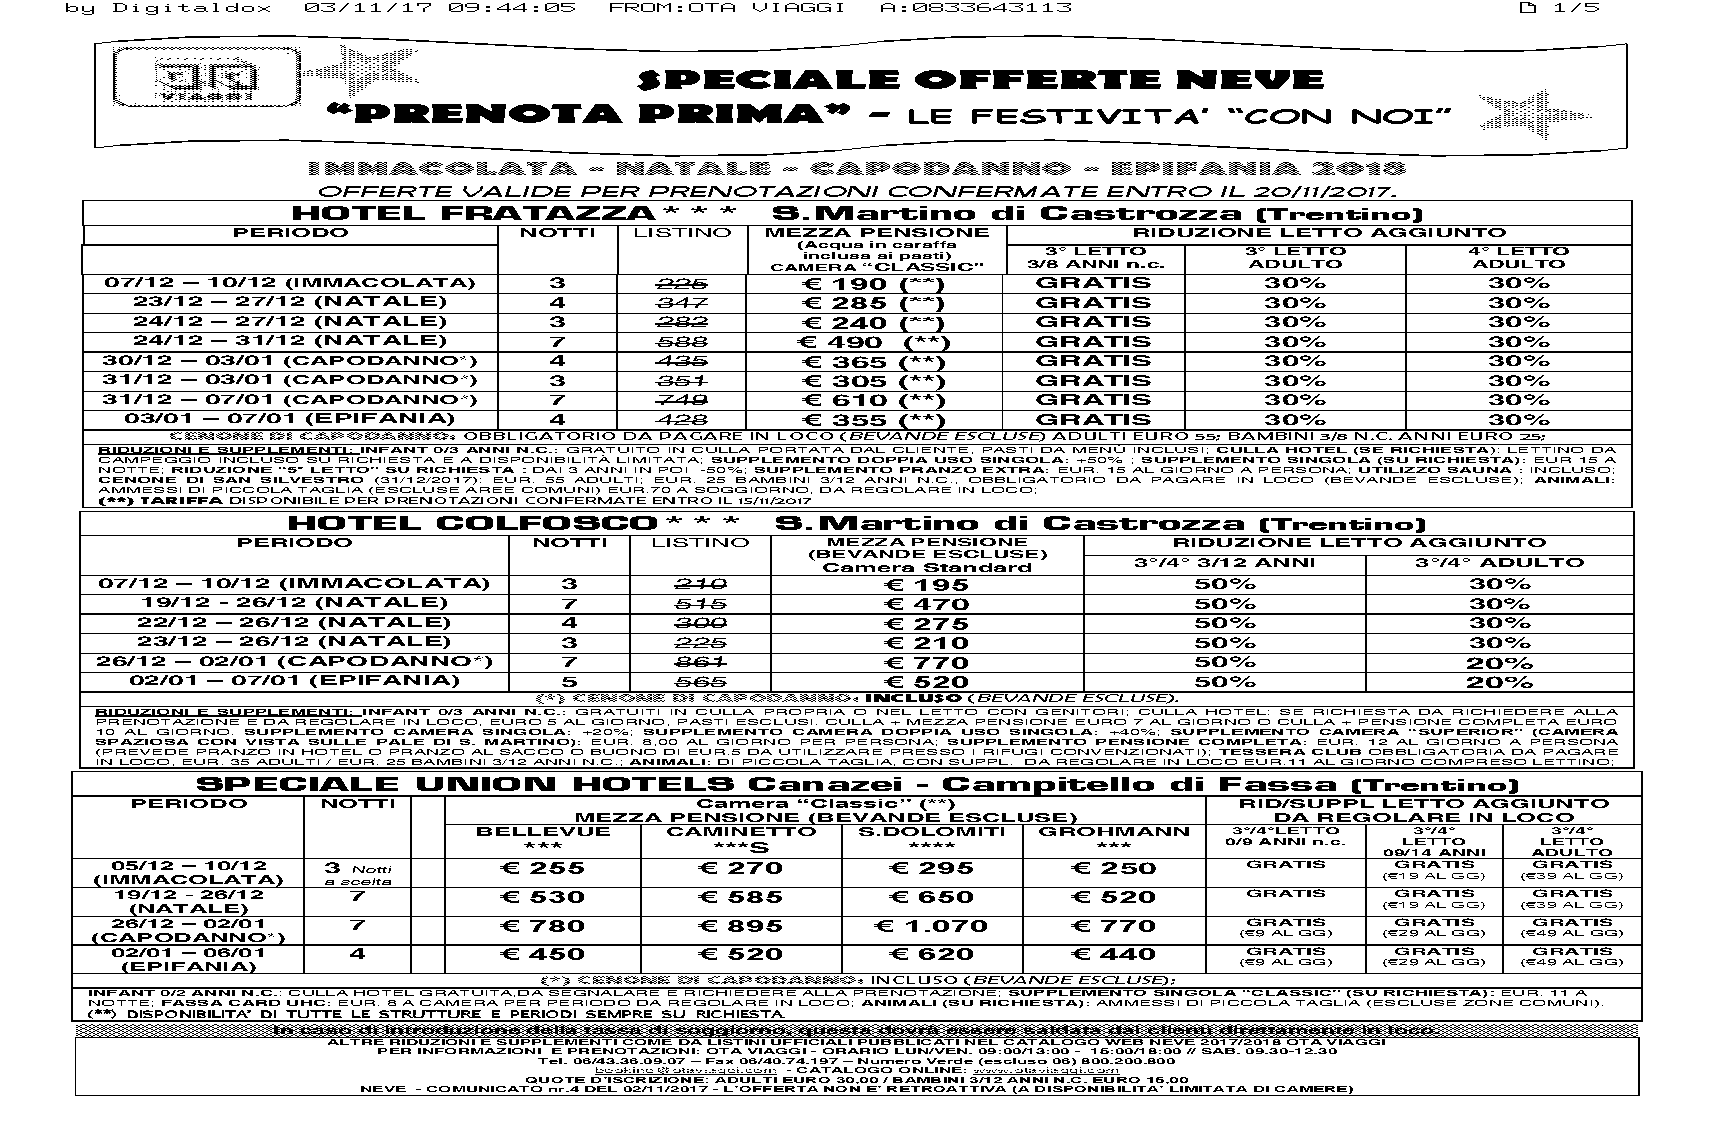 by Digitaldox 03/11/17 09:44:05 FROM:OTA VIAGGI A:0833643113 1/5
VIAGGI
SPECIALE OFFERTE NEVE
“PRENOTA PRIMA” – LE FESTIVITA’ “CON NOI”
IMMACOLATA – NATALE – CAPODANNO – EPIFANIA 2018
OFFERTE VALIDE PER PRENOTAZIONI CONFERMATE ENTRO IL 20/11/2017.
HOTEL FRATAZZA*** S.Martino di Castrozza (Trentino)
PERIODO NOTTI LISTINO MEZZA PENSIONE (Acqua in caraffa inclusa ai pasti) CAMERA “CLASSIC” RIDUZIONE LETTO AGGIUNTO
3° LETTO 3/8 ANNI n.c. 3° LETTO ADULTO 4° LETTO ADULTO
07/12 – 10/12 (IMMACOLATA) 3 225 € 190 (**) GRATIS 30% 30%
23/12 – 27/12 (NATALE) 4 347 € 285 (**) GRATIS 30% 30%
24/12 – 27/12 (NATALE) 3 282 € 240 (**) GRATIS 30% 30%
24/12 – 31/12 (NATALE) 7 588 € 490 (**) GRATIS 30% 30%
30/12 – 03/01 (CAPODANNO*) 4 435 € 365 (**) GRATIS 30% 30%
31/12 – 03/01 (CAPODANNO*) 3 351 € 305 (**) GRATIS 30% 30%
31/12 – 07/01 (CAPODANNO*) 7 749 € 610 (**) GRATIS 30% 30%
03/01 – 07/01 (EPIFANIA) 4 428 € 355 (**) GRATIS 30% 30%
CENONE DI CAPODANNO: OBBLIGATORIO DA PAGARE IN LOCO (BEVANDE ESCLUSE) ADULTI EURO 55; BAMBINI 3/8 N.C. ANNI EURO 25;
RIDUZIONI E SUPPLEMENTI: INFANT 0/3 ANNI N.C.: GRATUITO IN CULLA PORTATA DAL CLIENTE, PASTI DA MENÙ INCLUSI; CULLA HOTEL (SE RICHIESTA): LETTINO DA
CAMPEGGIO INCLUSO SU RICHIESTA E A DISPONIBILITÀ LIMITATA; SUPPLEMENTO DOPPIA USO SINGOLA: +50% ; SUPPLEMENTO SINGOLA (SU RICHIESTA): EUR 15 A
NOTTE; RIDUZIONE “5° LETTO” SU RICHIESTA : DAI 3 ANNI IN POI -50%; SUPPLEMENTO PRANZO EXTRA: EUR. 15 AL GIORNO A PERSONA; UTILIZZO SAUNA : INCLUSO;
CENONE DI SAN SILVESTRO (31/12/2017): EUR. 55 ADULTI; EUR. 25 BAMBINI 3/12 ANNI N.C., OBBLIGATORIO DA PAGARE IN LOCO (BEVANDE ESCLUSE); ANIMALI:
AMMESSI DI PICCOLA TAGLIA (ESCLUSE AREE COMUNI) EUR.70 A SOGGIORNO, DA REGOLARE IN LOCO;
(**) TARIFFA DISPONIBILE PER PRENOTAZIONI CONFERMATE ENTRO IL 15/11/2017
HOTEL COLFOSCO*** S.Martino di Castrozza (Trentino)
PERIODO NOTTI LISTINO MEZZA PENSIONE (BEVANDE ESCLUSE) Camera Standard RIDUZIONE LETTO AGGIUNTO
3°/4° 3/12 ANNI 3°/4° ADULTO
07/12 – 10/12 (IMMACOLATA) 3 210 € 195 50% 30%
19/12 - 26/12 (NATALE) 7 515 € 470 50% 30%
22/12 – 26/12 (NATALE) 4 300 € 275 50% 30%
23/12 – 26/12 (NATALE) 3 225 € 210 50% 30%
26/12 – 02/01 (CAPODANNO*) 7 861 € 770 50% 20%
02/01 – 07/01 (EPIFANIA) 5 565 € 520 50% 20%
(*) CENONE DI CAPODANNO: INCLUSO (BEVANDE ESCLUSE).
RIDUZIONI E SUPPLEMENTI: INFANT 0/3 ANNI N.C.: GRATUITI IN CULLA PROPRIA O NEL LETTO CON GENITORI; CULLA HOTEL: SE RICHIESTA DA RICHIEDERE ALLA
PRENOTAZIONE E DA REGOLARE IN LOCO, EURO 5 AL GIORNO, PASTI ESCLUSI. CULLA + MEZZA PENSIONE EURO 7 AL GIORNO O CULLA + PENSIONE COMPLETA EURO
10 AL GIORNO. SUPPLEMENTO CAMERA SINGOLA: +20%; SUPPLEMENTO CAMERA DOPPIA USO SINGOLA: +40%; SUPPLEMENTO CAMERA “SUPERIOR” (CAMERA
SPAZIOSA CON VISTA SULLE PALE DI S. MARTINO): EUR. 8,00 AL GIORNO PER PERSONA; SUPPLEMENTO PENSIONE COMPLETA: EUR. 12 AL GIORNO A PERSONA
(PREVEDE PRANZO IN HOTEL O PRANZO AL SACCO O BUONO DI EUR.5 DA UTILIZZARE PRESSO I RIFUGI CONVENZIONATI); TESSERA CLUB OBBLIGATORIA DA PAGARE
IN LOCO, EUR. 35 ADULTI / EUR. 25 BAMBINI 3/12 ANNI N.C.; ANIMALI: DI PICCOLA TAGLIA, CON SUPPL. DA REGOLARE IN LOCO EUR.11 AL GIORNO COMPRESO LETTINO;
SPECIALE UNION HOTELS Canazei - Campitello di Fassa (Trentino)
PERIODO NOTTI Camera “Classic” (**) MEZZA PENSIONE (BEVANDE ESCLUSE) RID/SUPPL LETTO AGGIUNTO DA REGOLARE IN LOCO
BELLEVUE *** CAMINETTO ***S S.DOLOMITI **** GROHMANN *** 3°/4°LETTO 0/9 ANNI n.c. 3°/4° LETTO 09/14 ANNI 3°/4° LETTO ADULTO
05/12 – 10/12 (IMMACOLATA) 3 Notti a scelta € 255 € 270 € 295 € 250 GRATIS GRATIS (€19 AL GG) GRATIS (€39 AL GG)
19/12 - 26/12 (NATALE) 7 € 530 € 585 € 650 € 520 GRATIS GRATIS (€19 AL GG) GRATIS (€39 AL GG)
26/12 – 02/01 (CAPODANNO*) 7 € 780 € 895 € 1.070 € 770 GRATIS (€9 AL GG) GRATIS (€29 AL GG) GRATIS (€49 AL GG)
02/01 – 06/01 (EPIFANIA) 4 € 450 € 520 € 620 € 440 GRATIS (€9 AL GG) GRATIS (€29 AL GG) GRATIS (€49 AL GG)
(*) CENONE DI CAPODANNO: INCLUSO (BEVANDE ESCLUSE);
INFANT 0/2 ANNI N.C.: CULLA HOTEL GRATUITA,DA SEGNALARE E RICHIEDERE ALLA PRENOTAZIONE; SUPPLEMENTO SINGOLA “CLASSIC” (SU RICHIESTA): EUR. 11 A
NOTTE; FASSA CARD UHC: EUR. 8 A CAMERA PER PERIODO DA REGOLARE IN LOCO; ANIMALI (SU RICHIESTA): AMMESSI DI PICCOLA TAGLIA (ESCLUSE ZONE COMUNI).
(**) DISPONIBILITA’ DI TUTTE LE STRUTTURE E PERIODI SEMPRE SU RICHIESTA.
In caso di introduzione della tassa di soggiorno, questa dovrà essere saldata dai clienti direttamente in loco.
ALTRE RIDUZIONI E SUPPLEMENTI COME DA LISTINI UFFICIALI PUBBLICATI NEL CATALOGO WEB NEVE 2017/2018 OTA VIAGGI
PER INFORMAZIONI E PRENOTAZIONI: OTA VIAGGI - ORARIO LUN/VEN. 09:00/13:00 - 15:00/18:00 // SAB. 09.30-12.30
Tel. 06/43.36.09.07 – Fax 06/40.74.197 – Numero Verde (escluso 06) 800.200.800
booking@otaviaggi.com - CATALOGO ONLINE: www.otaviaggi.com
QUOTE D’ISCRIZIONE: ADULTI EURO 30,00 / BAMBINI 3/12 ANNI N.C. EURO 15,00
NEVE - COMUNICATO nr.4 DEL 02/11/2017 - L’OFFERTA NON E’ RETROATTIVA (A DISPONIBILITA’ LIMITATA DI CAMERE)